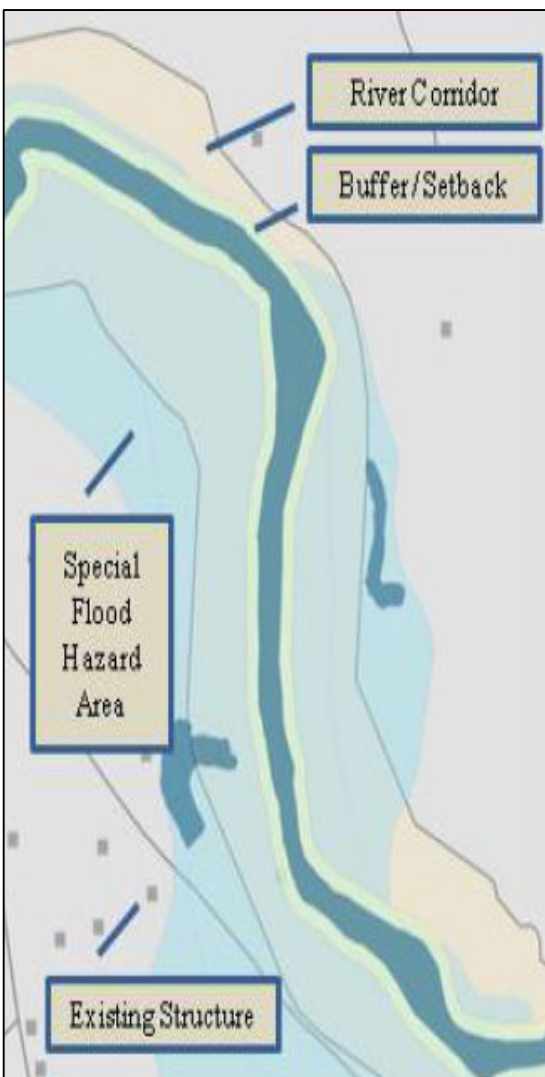 River Corridor
Buffer/Setback
Special
Flood
Hazard
Area
Existing Structure